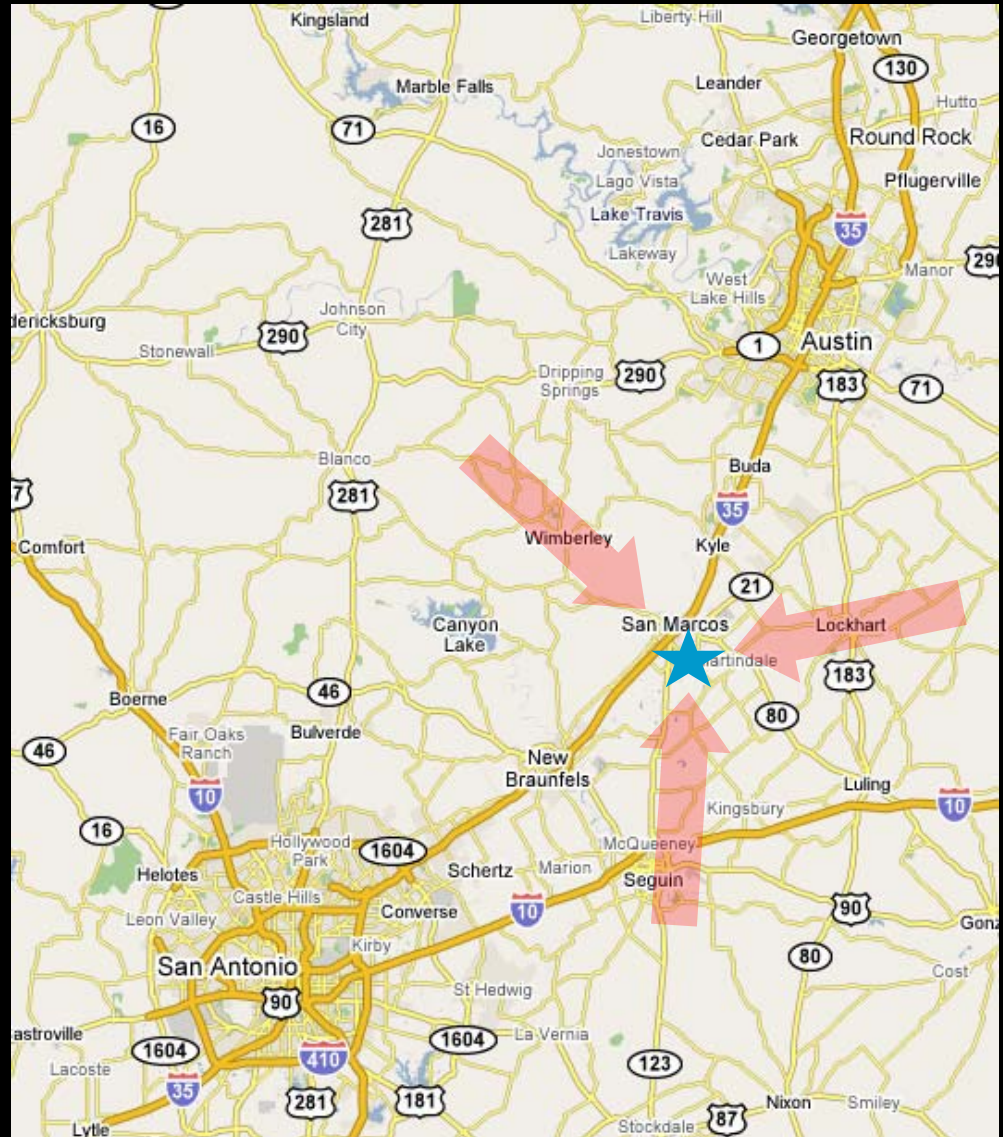 Kingsland
Liberty Hill
Georgetown
130
Marble Falls
Leander
Hutto
16
71
Cedar Park
Round Rock
Jonestown
Lago Vista
Pflugerville
281
Lake Travis
35
Lakeway
290
Manor
West
Lake Hills
Johnson
City
dericksburg
290
Stonewall
1
Austin
Dripping
Springs
290
183
71
Blanco
Buda
281
7
35
Wimberley
Kyle
Comfort
21
Canyon
Lake
San Marcos
Lockhart
artindale
183
46
Boerne
80
Fair Oaks
Ranch
Bulverde
46
New
Braunfels
Luling
10
10
Kingsbury
16
Hollywood
Park
1604
McQueeney
Helotes
Schertz
Marion
Seguin
Castle Hills
Leon Valley
Converse
10
90
Gonz
Kirby
San Antonio
80
Cost
90
St Hedwig
astroville
La Vernia
1604
410
1604
123
Lacoste
35
281
181
Nixon
Smiley
87
Stockdale
Lytle